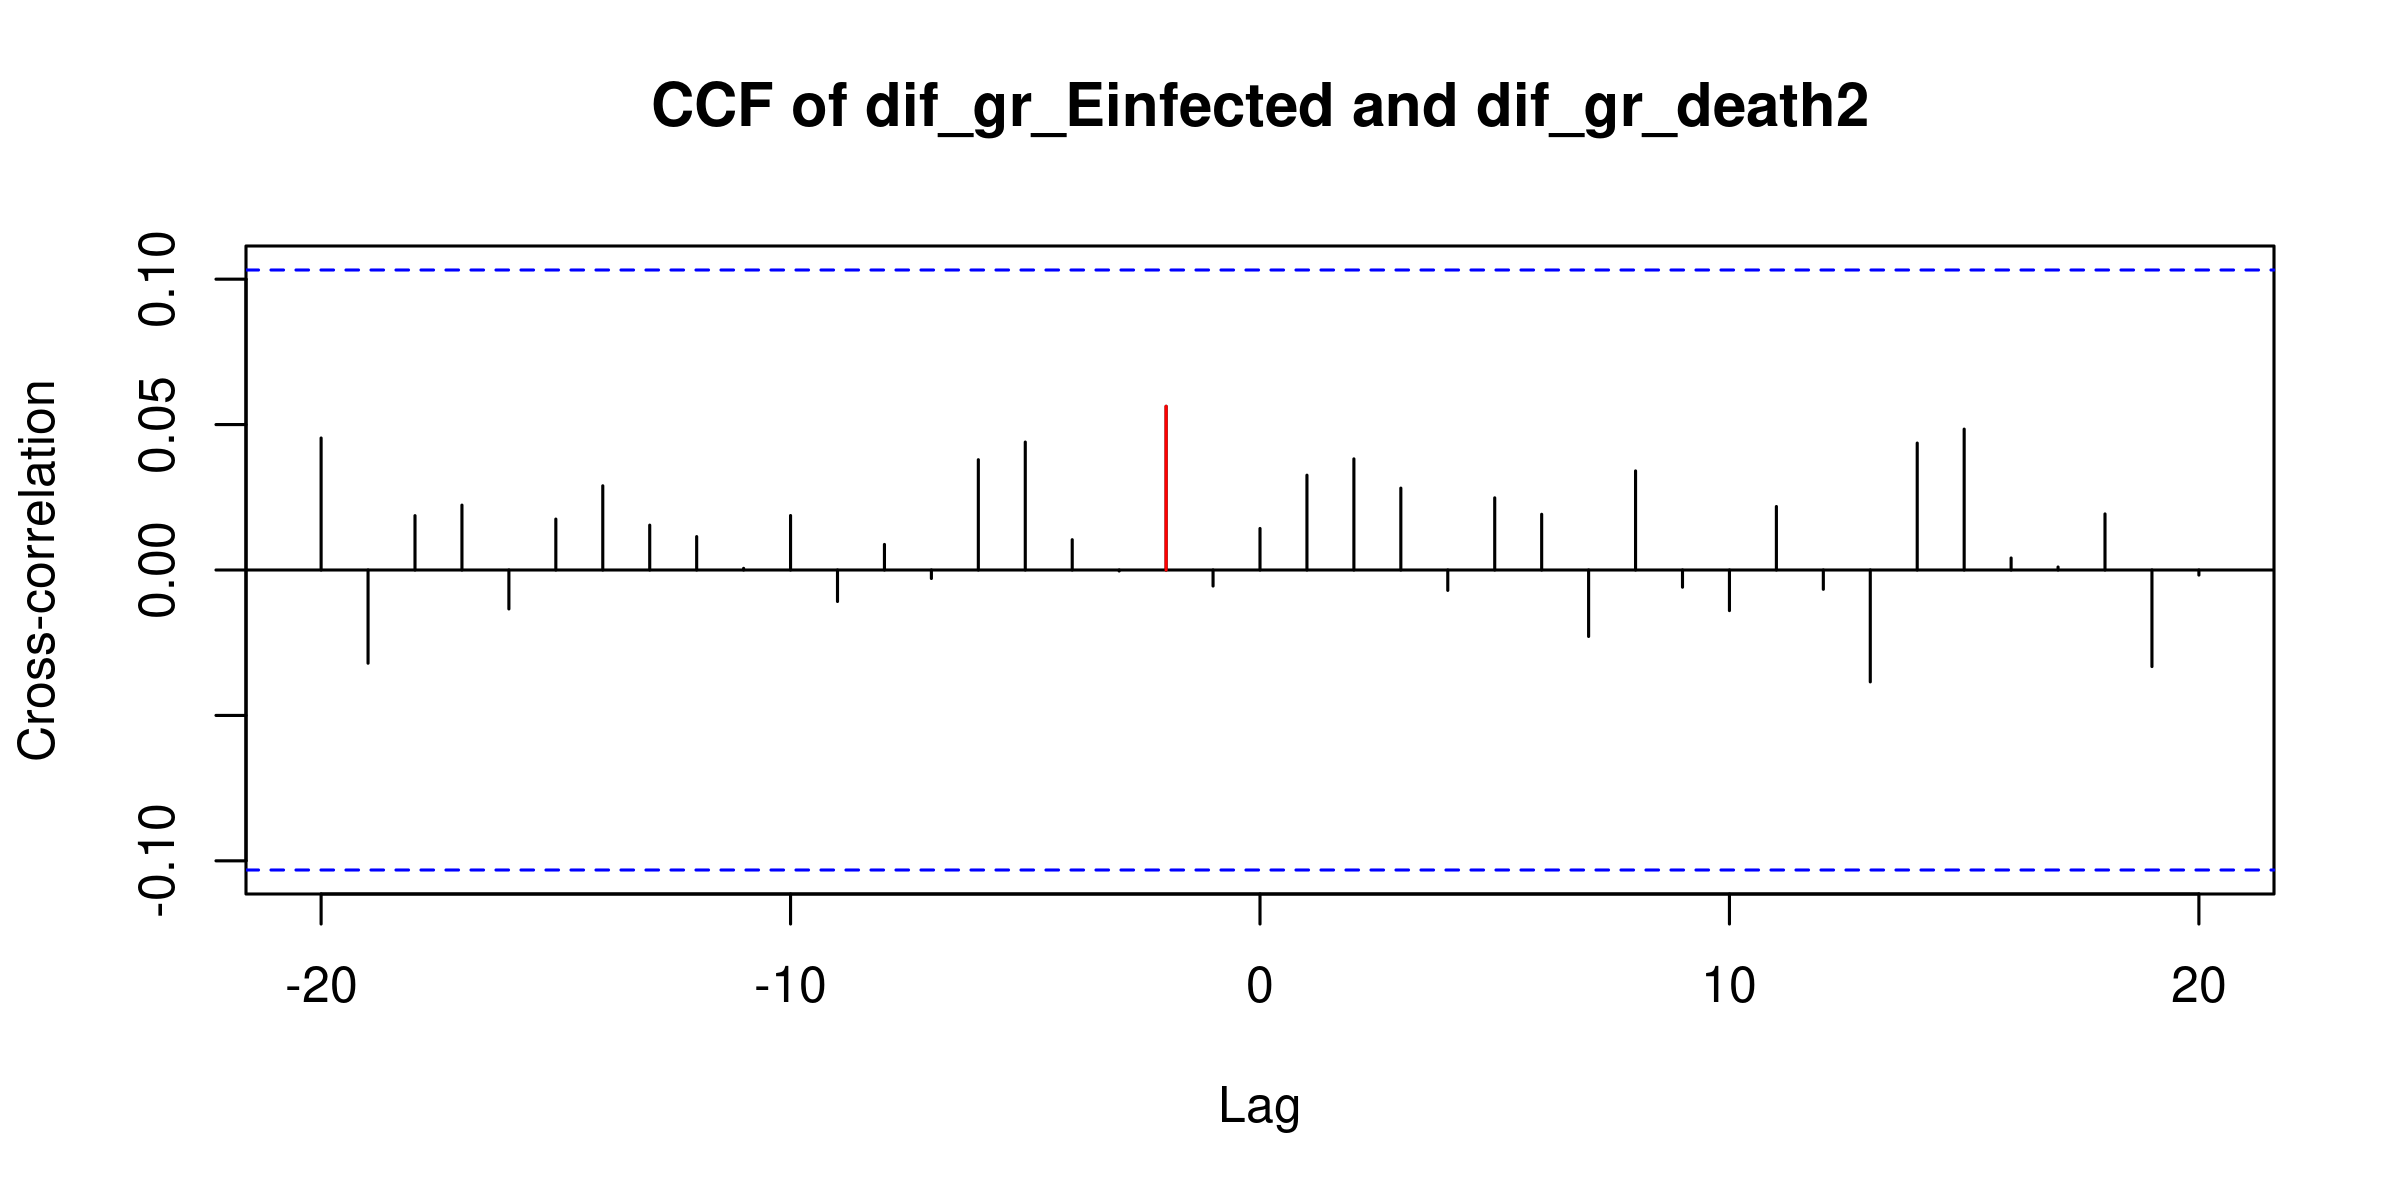 CCF of dif_gr_Einfected and dif_gr_death2
Cross-correlation
0.10
0.05
0.00
-0.10
-20 -10 0 10 20
Lag